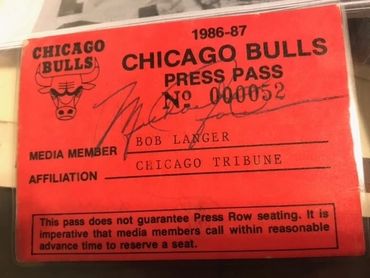 1986-87
CHICAGO BULLS
CHICAGO BULLS
PRESS PASS
No 000052
MEDIA MEMBER BOB LANGER
AFFILIATION CHICAGO TRIBUNE
This pass does not guarantee Press Row seating. It is
imperative that media members call within reasonable
advance time to reserve a seat.